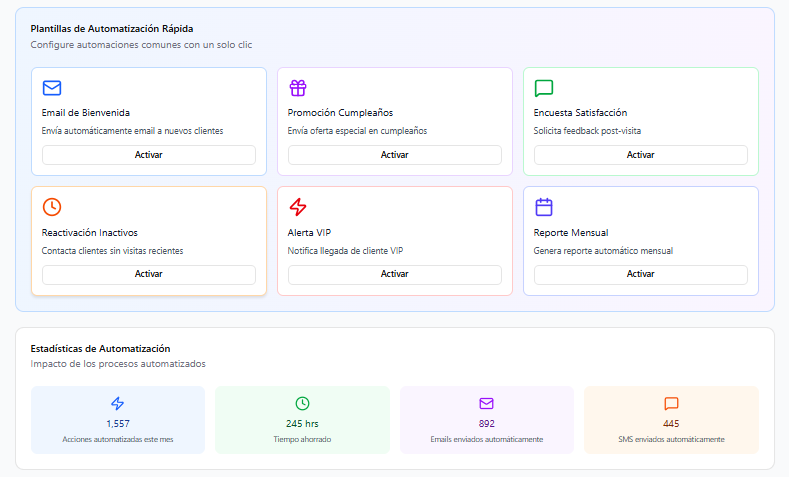 Plantillas de Automatización Rápida
Configure automaciones comunes con un solo clic
Email de Bienvenida
Envía automáticamente email a nuevos clientes
Activar
Promoción Cumpleaños
Envía oferta especial en cumpleaños
Activar
Encuesta Satisfacción
Solicita feedback post-visita
Activar
Reactivación Inactivos
Contacta clientes sin visitas recientes
Activar
Alerta VIP
Notifica llegada de cliente VIP
Activar
Reporte Mensual
Genera reporte automático mensual
Activar
Estadísticas de Automatización
Impacto de los procesos automatizados
1,557
Acciones automatizadas este mes
245 hrs
Tiempo ahorrado
892
Emails enviados automáticamente
445
SMS enviados automáticamente